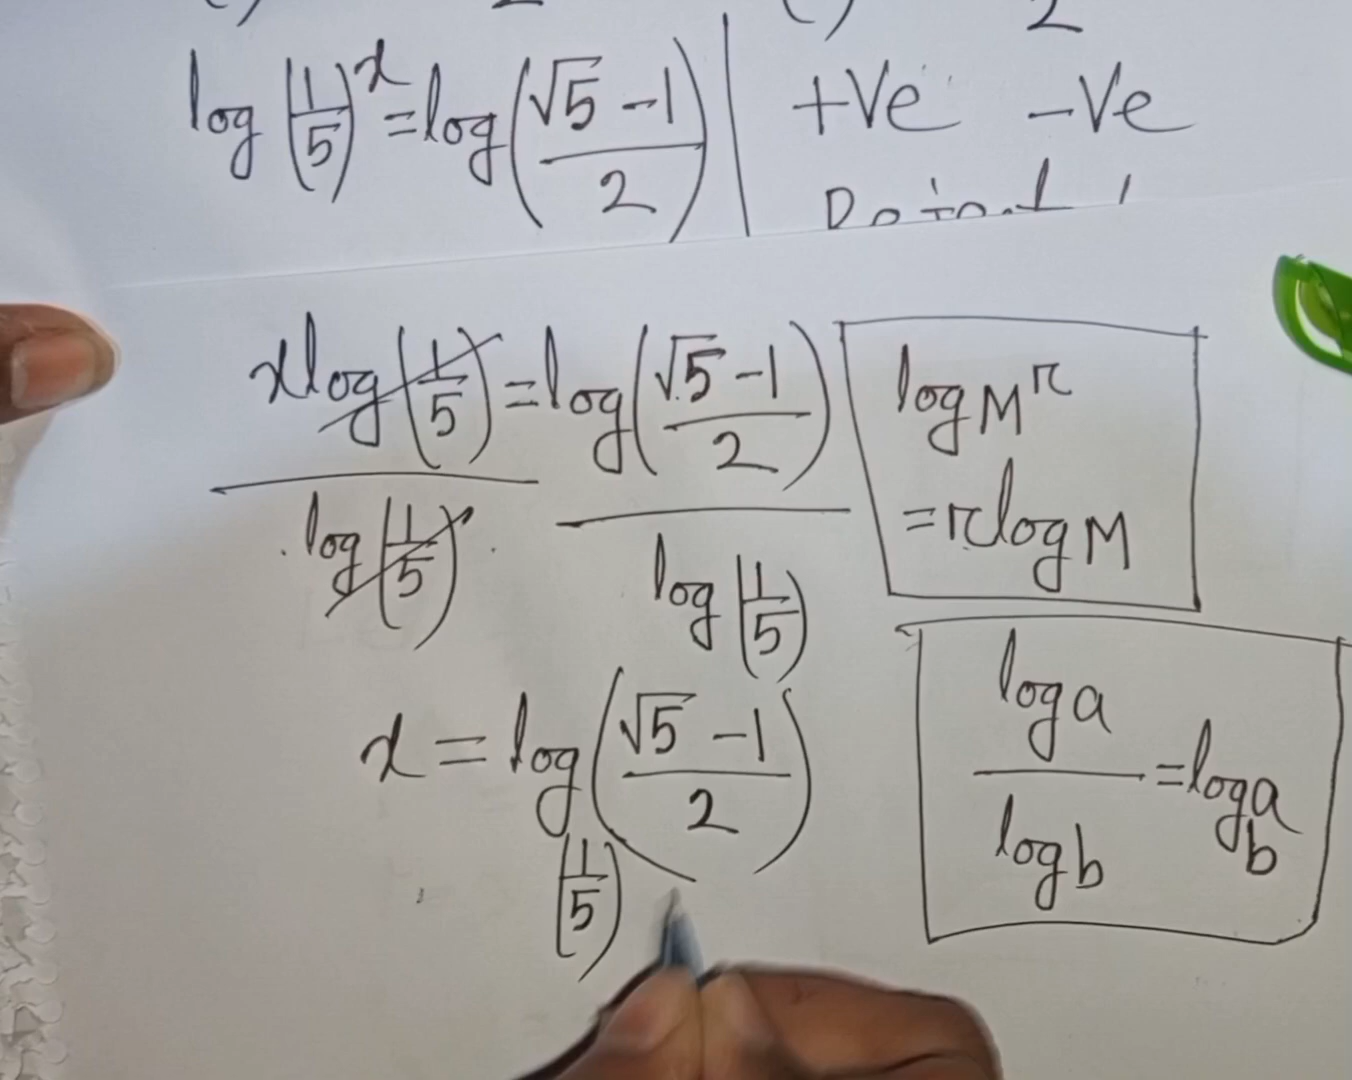 log (1/5)^x = log((√5 - 1)/2) | +Ve -Ve
x log(1/5) / log(1/5) = log((√5 - 1)/2) / log(1/5)
x = log_(1/5) ((√5 - 1)/2)
log M^r
= r log M
log a / log b = log_b a